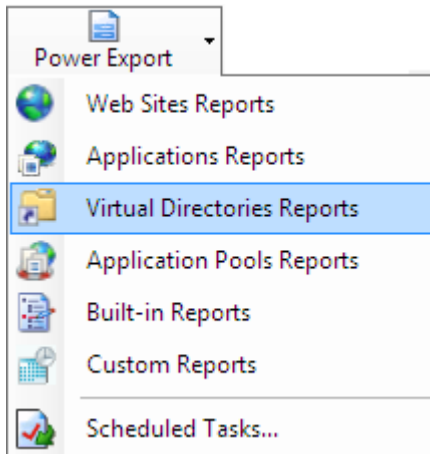 Power Export
Web Sites Reports
Applications Reports
Virtual Directories Reports
Application Pools Reports
Built-in Reports
Custom Reports
Scheduled Tasks...